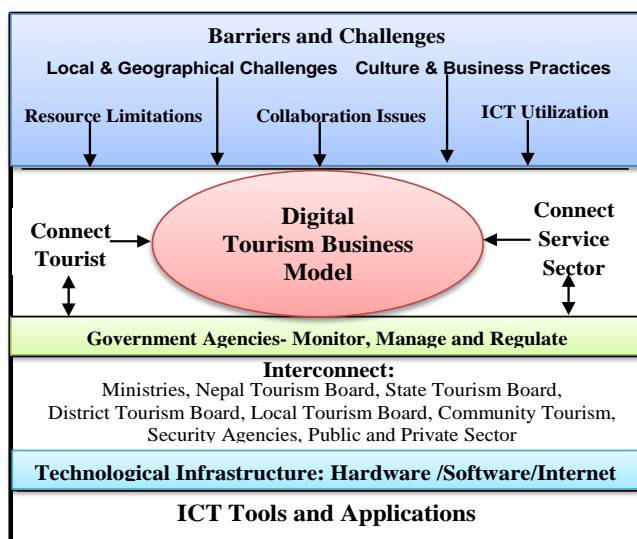 Barriers and Challenges
Local & Geographical Challenges
Culture & Business Practices
Resource Limitations
Collaboration Issues
ICT Utilization
Connect
Tourist
Digital
Tourism Business
Model
Connect
Service
Sector
Government Agencies- Monitor, Manage and Regulate
Interconnect:
Ministries, Nepal Tourism Board, State Tourism Board,
District Tourism Board, Local Tourism Board, Community Tourism,
Security Agencies, Public and Private Sector
Technological Infrastructure: Hardware /Software/Internet
ICT Tools and Applications